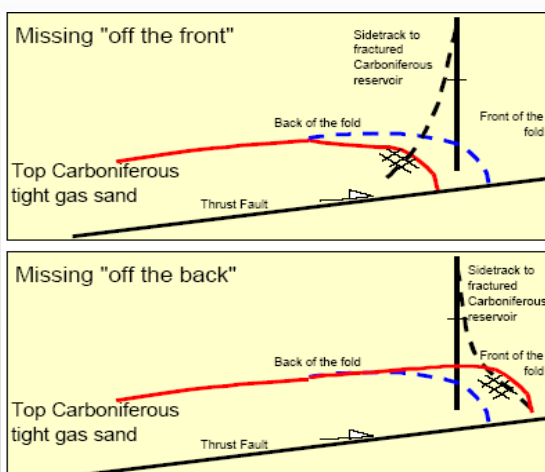 Missing "off the front"
Sidetrack to
fractured
Carboniferous
reservoir
Back of the fold
Front of the
fold
Top Carboniferous
tight gas sand
Thrust Fault
Missing "off the back"
Sidetrack to
fractured
Carboniferous
reservoir
Back of the fold
Front of the
fold
Top Carboniferous
tight gas sand
Thrust Fault